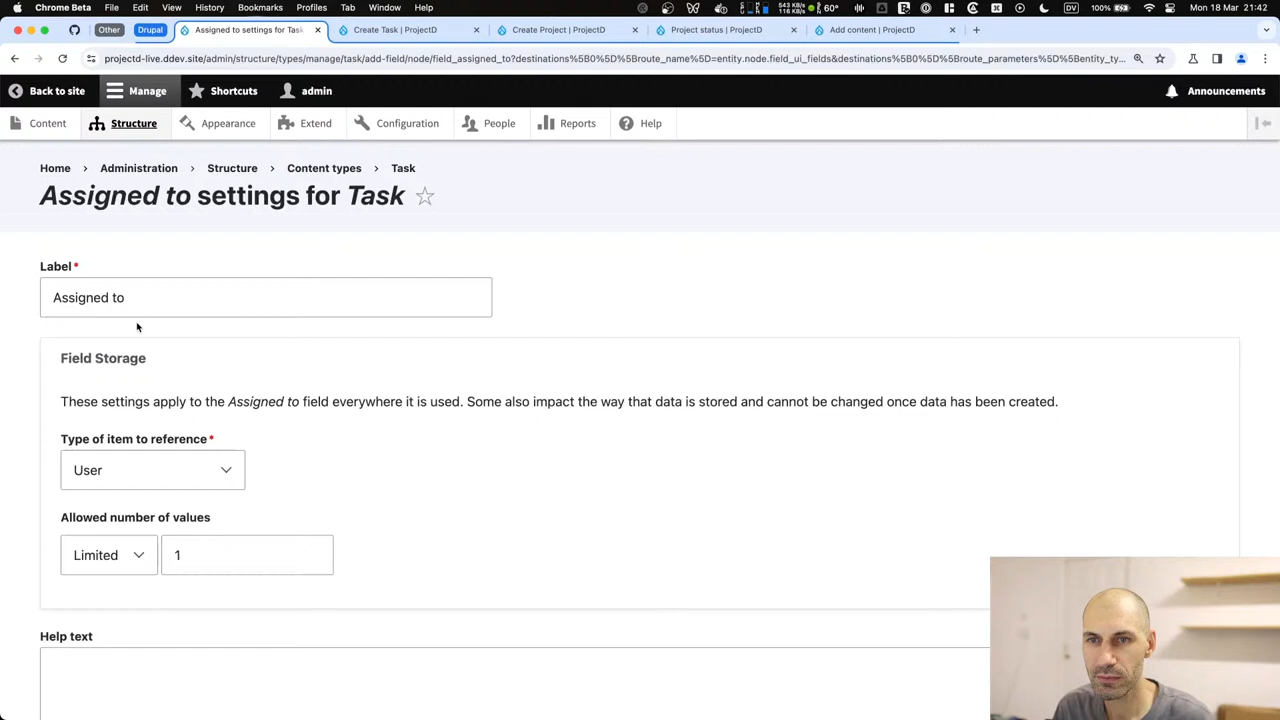 Chrome Beta File Edit View History Bookmarks Profiles Tab Window Help 543 KB/s 116 KB/s 60° DV 100% Mon 18 Mar 21:42
Other Drupal Assigned to settings for Task Create Task | ProjectD Create Project | ProjectD Project status | ProjectD Add content | ProjectD
projectd-live.ddev.site/admin/structure/types/manage/task/add-field/node/field_assigned_to?destinations%5B0%5D%5Broute_name%5D=entity.node.field_ui_fields&destinations%5B0%5D%5Broute_parameters%5D%5Bentity_ty...
Back to site Manage Shortcuts admin Announcements
Content Structure Appearance Extend Configuration People Reports Help
Home > Administration > Structure > Content types > Task
Assigned to settings for Task
Label*
Assigned to
Field Storage
These settings apply to the Assigned to field everywhere it is used. Some also impact the way that data is stored and cannot be changed once data has been created.
Type of item to reference*
User
Allowed number of values
Limited 1
Help text